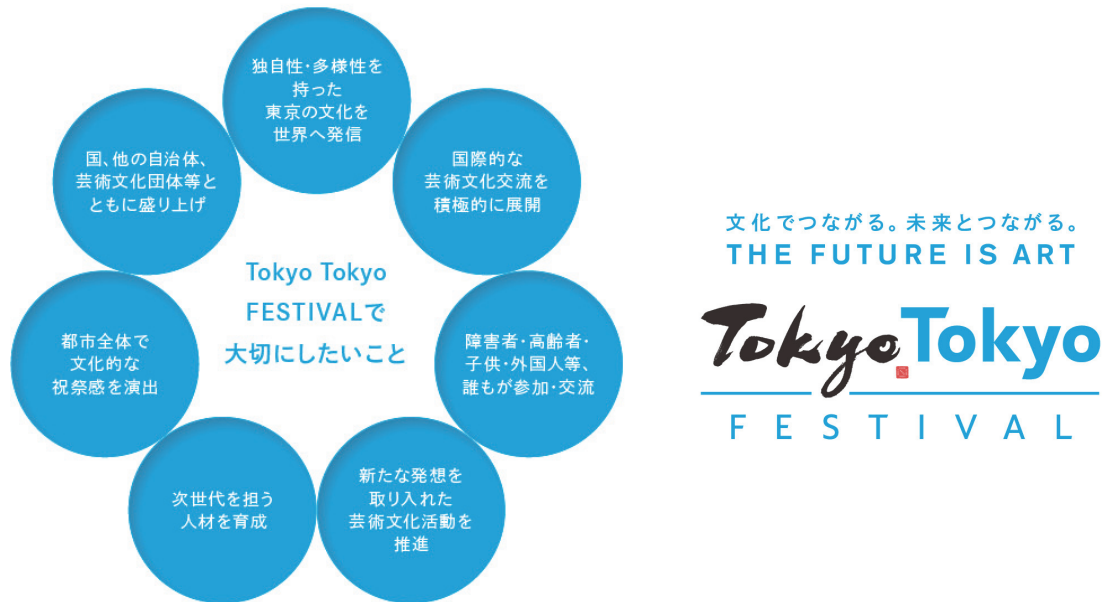 独自性・多様性を
持った
東京の文化を
世界へ発信
国際的な
芸術文化交流を
積極的に展開
障害者・高齢者・
子供・外国人等、
誰もが参加・交流
新たな発想を
取り入れた
芸術文化活動を
推進
次世代を担う
人材を育成
都市全体で
文化的な
祝祭感を演出
国、他の自治体、
芸術文化団体等と
ともに盛り上げ
Tokyo Tokyo
FESTIVALで
大切にしたいこと
文化でつながる。未来とつながる。
THE FUTURE IS ART
Tokyo Tokyo
FESTIVAL